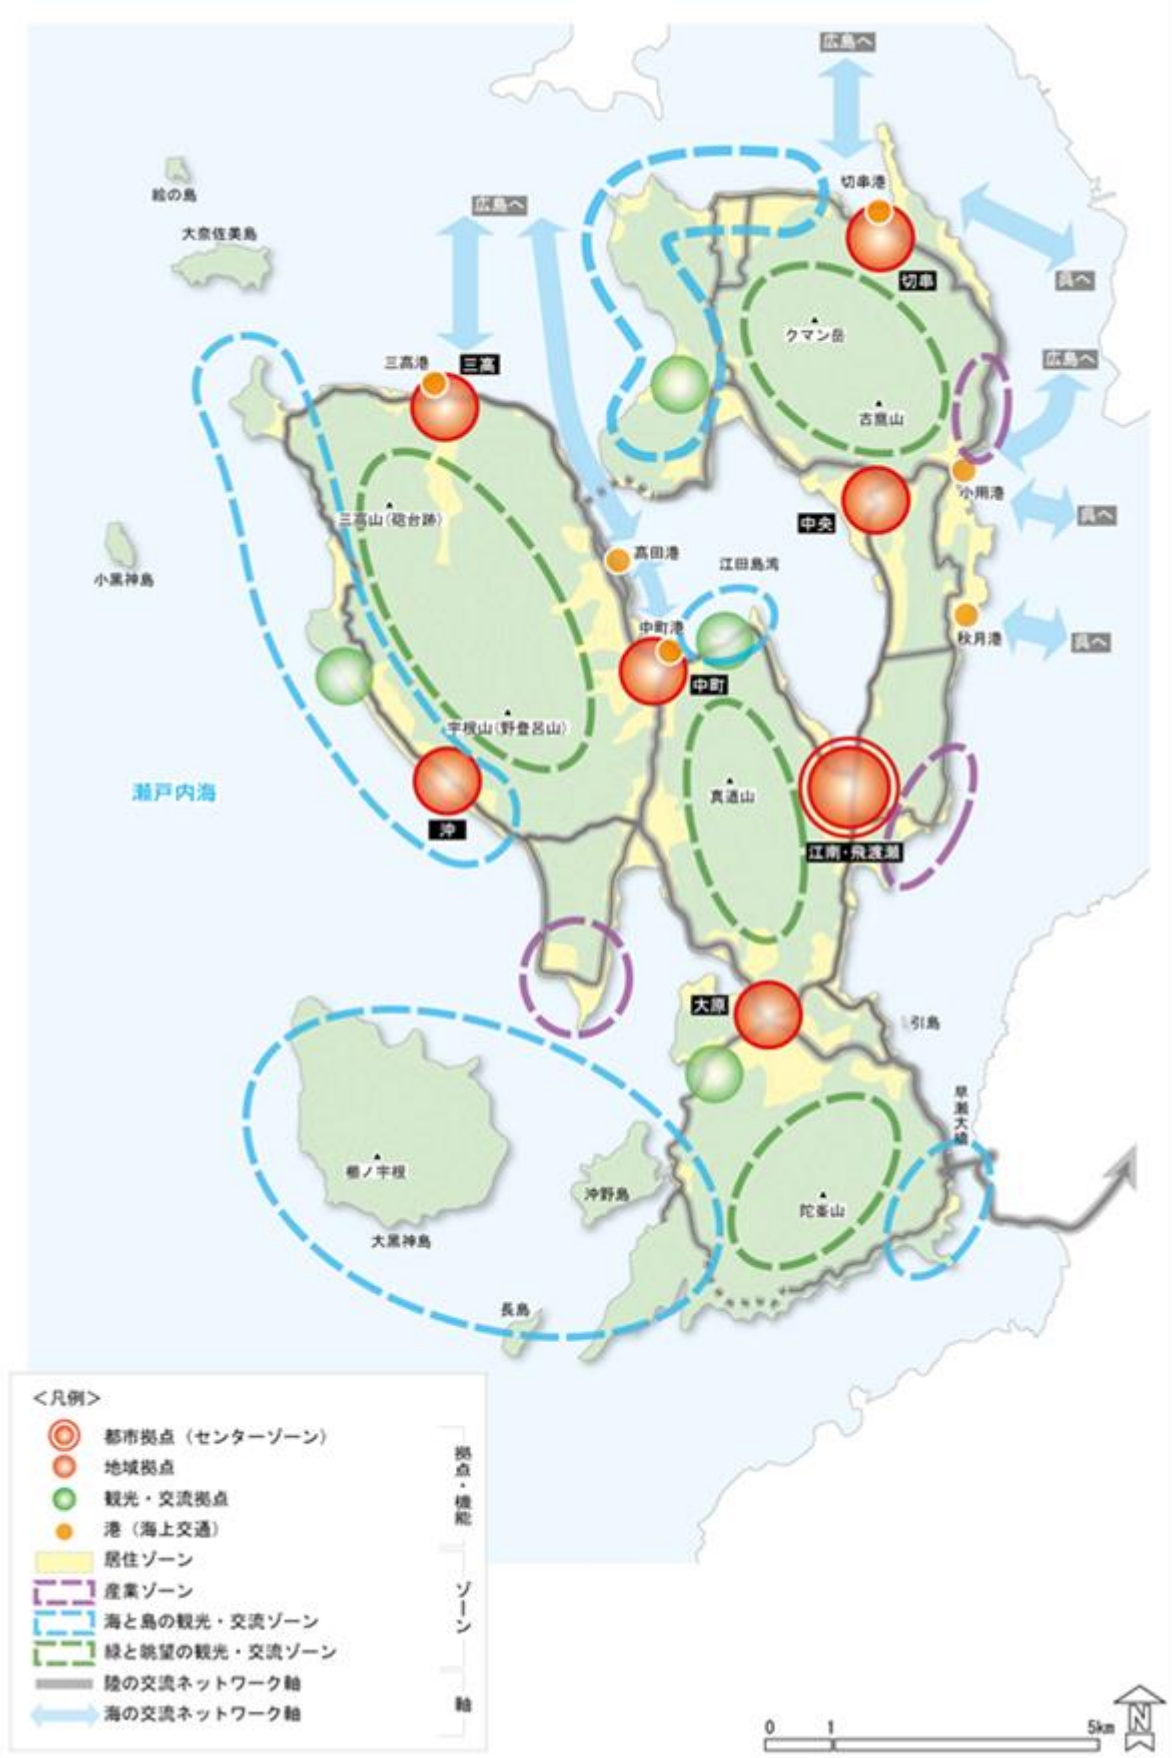 広島へ
切串港
絵の島
広島へ
大奈佐美島
切串
呉へ
クマン岳
三高港
三高
広島へ
古鷹山
小用港
三高山(砲台跡)
中央
呉へ
高田港
江田島湾
小黒神島
中町港
秋月港
呉へ
中町
宇根山(野登呂山)
瀬戸内海
真道山
沖
江南・飛渡瀬
大原
引島
早瀬大橋
櫛ノ宇根
沖野島
陀峯山
大黒神島
長島
＜凡例＞
都市拠点（センターゾーン）
地域拠点
観光・交流拠点
港（海上交通）
拠点・機能
居住ゾーン
産業ゾーン
海と島の観光・交流ゾーン
緑と眺望の観光・交流ゾーン
ゾーン
陸の交流ネットワーク軸
海の交流ネットワーク軸
軸
0 1 5km
N